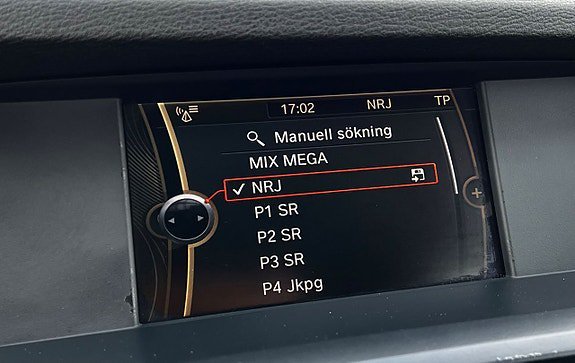 17:02 NRJ TP
Manuell sökning
MIX MEGA
NRJ
P1 SR
P2 SR
P3 SR
P4 Jkpg